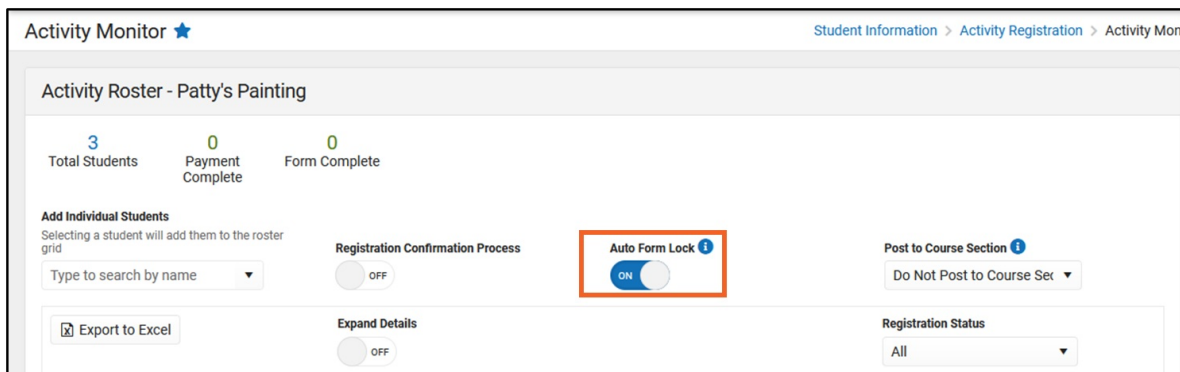 Activity Monitor
Student Information > Activity Registration > Activity Mon
Activity Roster - Patty's Painting
3
Total Students
0
Payment
Complete
0
Form Complete
Add Individual Students
Selecting a student will add them to the roster
grid
Type to search by name
Registration Confirmation Process
OFF
Auto Form Lock
ON
Post to Course Section
Do Not Post to Course Sec
Export to Excel
Expand Details
OFF
Registration Status
All